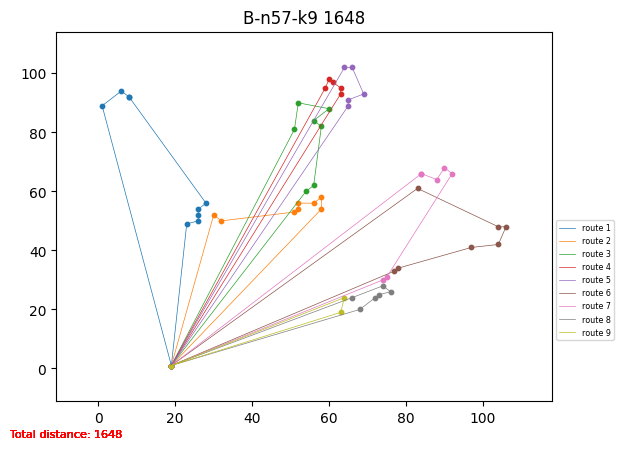 B-n57-k9 1648
100
80
60
40
20
0
0 20 40 60 80 100
route 1
route 2
route 3
route 4
route 5
route 6
route 7
route 8
route 9
Total distance: 1648